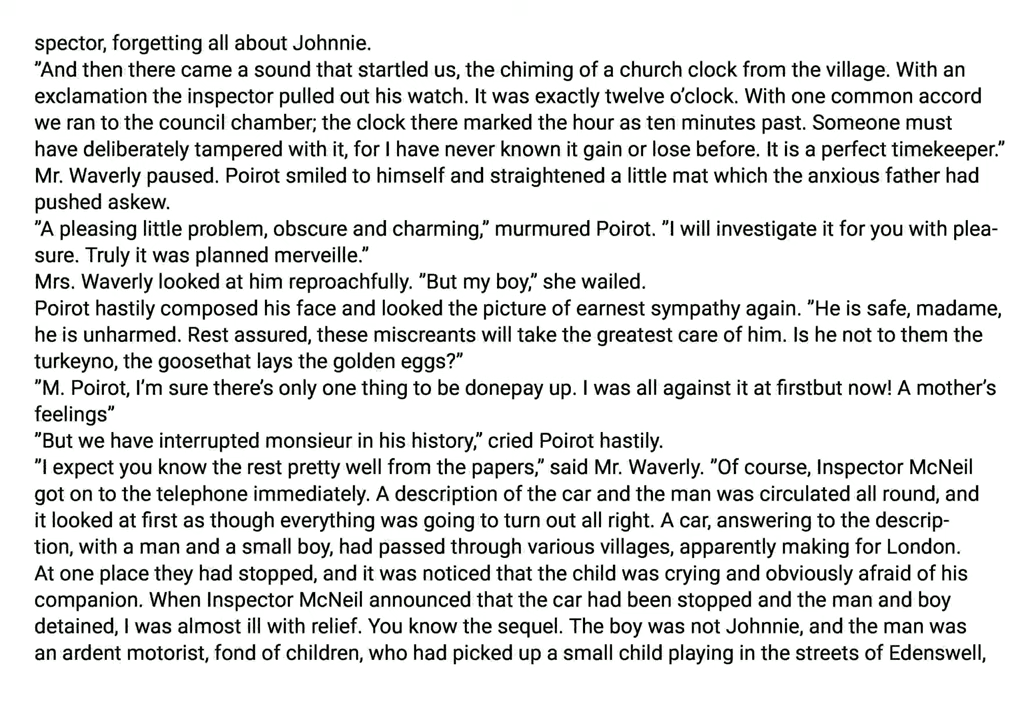 spector, forgetting all about Johnnie.
”And then there came a sound that startled us, the chiming of a church clock from the village. With an
exclamation the inspector pulled out his watch. It was exactly twelve o’clock. With one common accord
we ran to the council chamber; the clock there marked the hour as ten minutes past. Someone must
have deliberately tampered with it, for I have never known it gain or lose before. It is a perfect timekeeper.”
Mr. Waverly paused. Poirot smiled to himself and straightened a little mat which the anxious father had
pushed askew.
”A pleasing little problem, obscure and charming,” murmured Poirot. ”I will investigate it for you with plea-
sure. Truly it was planned merveille.”
Mrs. Waverly looked at him reproachfully. ”But my boy,” she wailed.
Poirot hastily composed his face and looked the picture of earnest sympathy again. ”He is safe, madame,
he is unharmed. Rest assured, these miscreants will take the greatest care of him. Is he not to them the
turkeyno, the goosethat lays the golden eggs?”
”M. Poirot, I’m sure there’s only one thing to be donepay up. I was all against it at firstbut now! A mother’s
feelings”
”But we have interrupted monsieur in his history,” cried Poirot hastily.
”I expect you know the rest pretty well from the papers,” said Mr. Waverly. ”Of course, Inspector McNeil
got on to the telephone immediately. A description of the car and the man was circulated all round, and
it looked at first as though everything was going to turn out all right. A car, answering to the descrip-
tion, with a man and a small boy, had passed through various villages, apparently making for London.
At one place they had stopped, and it was noticed that the child was crying and obviously afraid of his
companion. When Inspector McNeil announced that the car had been stopped and the man and boy
detained, I was almost ill with relief. You know the sequel. The boy was not Johnnie, and the man was
an ardent motorist, fond of children, who had picked up a small child playing in the streets of Edenswell,